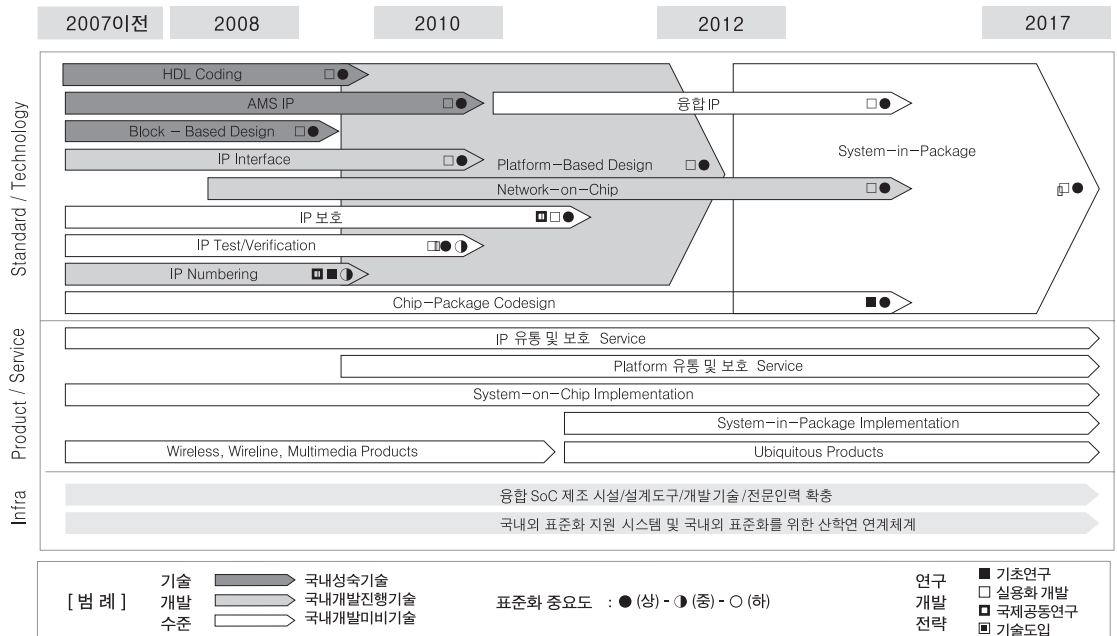 2007이전 2008 2010 2012 2017
Standard / Technology
HDL Coding
AMS IP
융합 IP
Block - Based Design
IP Interface
Platform-Based Design
System-in-Package
Network-on-Chip
IP 보호
IP Test/Verification
IP Numbering
Chip-Package Codesign
Product / Service
IP 유통 및 보호 Service
Platform 유통 및 보호 Service
System-on-Chip Implementation
System-in-Package Implementation
Wireless, Wireline, Multimedia Products
Ubiquitous Products
Infra
융합 SoC 제조 시설/설계도구/개발기술/전문인력 확충
국내외 표준화 지원 시스템 및 국내외 표준화를 위한 산학연 연계체계
[ 범 례 ]
기술 개발 수준
국내성숙기술
국내개발진행기술
국내개발미비기술
표준화 중요도 : ● (상) - ◑ (중) - ○ (하)
연구 개발 전략
■ 기초연구
□ 실용화 개발
국제공동연구
기술도입